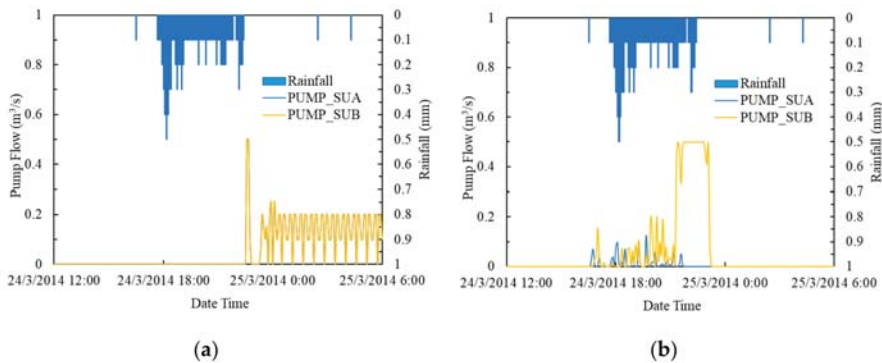 1
0.8
0.6
0.4
0.2
0
Pump Flow (m³/s)
0
0.1
0.2
0.3
0.4
0.5
0.6
0.7
0.8
0.9
1
Rainfall (mm)
Rainfall
PUMP_SUA
PUMP_SUB
24/3/2014 12:00 24/3/2014 18:00 25/3/2014 0:00 25/3/2014 6:00
Date Time
(a)
1
0.8
0.6
0.4
0.2
0
Pump Flow (m³/s)
0
0.1
0.2
0.3
0.4
0.5
0.6
0.7
0.8
0.9
1
Rainfall (mm)
Rainfall
PUMP_SUA
PUMP_SUB
24/3/2014 12:00 24/3/2014 18:00 25/3/2014 0:00 25/3/2014 6:00
Date Time
(b)